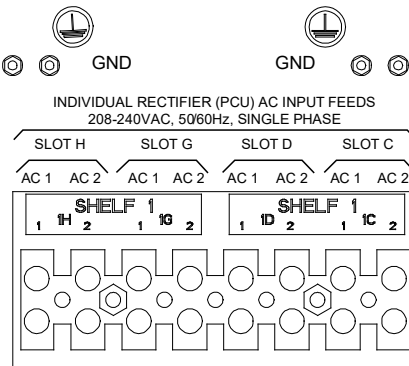 GND GND
INDIVIDUAL RECTIFIER (PCU) AC INPUT FEEDS
208-240VAC, 50/60Hz, SINGLE PHASE
SLOT H SLOT G SLOT D SLOT C
AC 1 AC 2 AC 1 AC 2 AC 1 AC 2 AC 1 AC 2
SHELF 1 SHELF 1
1 1H 2 1 1G 2 1 1D 2 1 1C 2